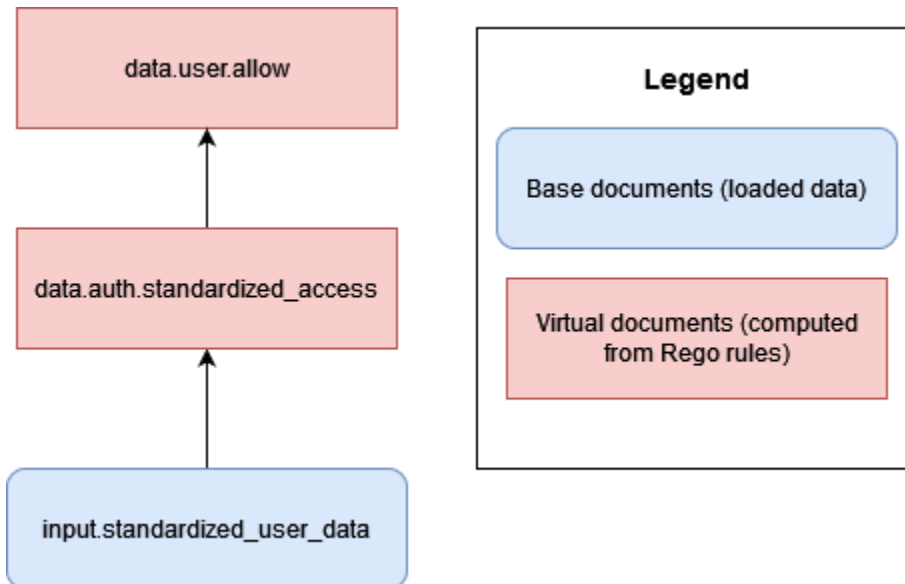 data.user.allow
data.auth.standardized_access
input.standardized_user_data
Legend
Base documents (loaded data)
Virtual documents (computed
from Rego rules)